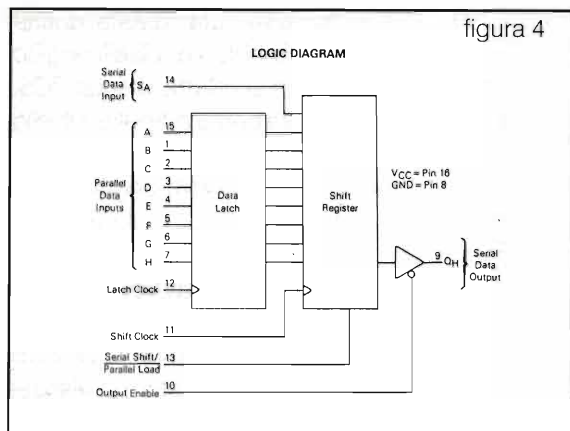 figura 4
LOGIC DIAGRAM
Serial
Data
Input
SA
14
Parallel
Data
Inputs
A 15
B 1
C 2
D 3
E 4
F 5
G 6
H 7
Data
Latch
Shift
Register
VCC = Pin 16
GND = Pin 8
9 QH
Serial
Data
Output
Latch Clock 12
Shift Clock 11
Serial Shift/ 13
Parallel Load
Output Enable 10